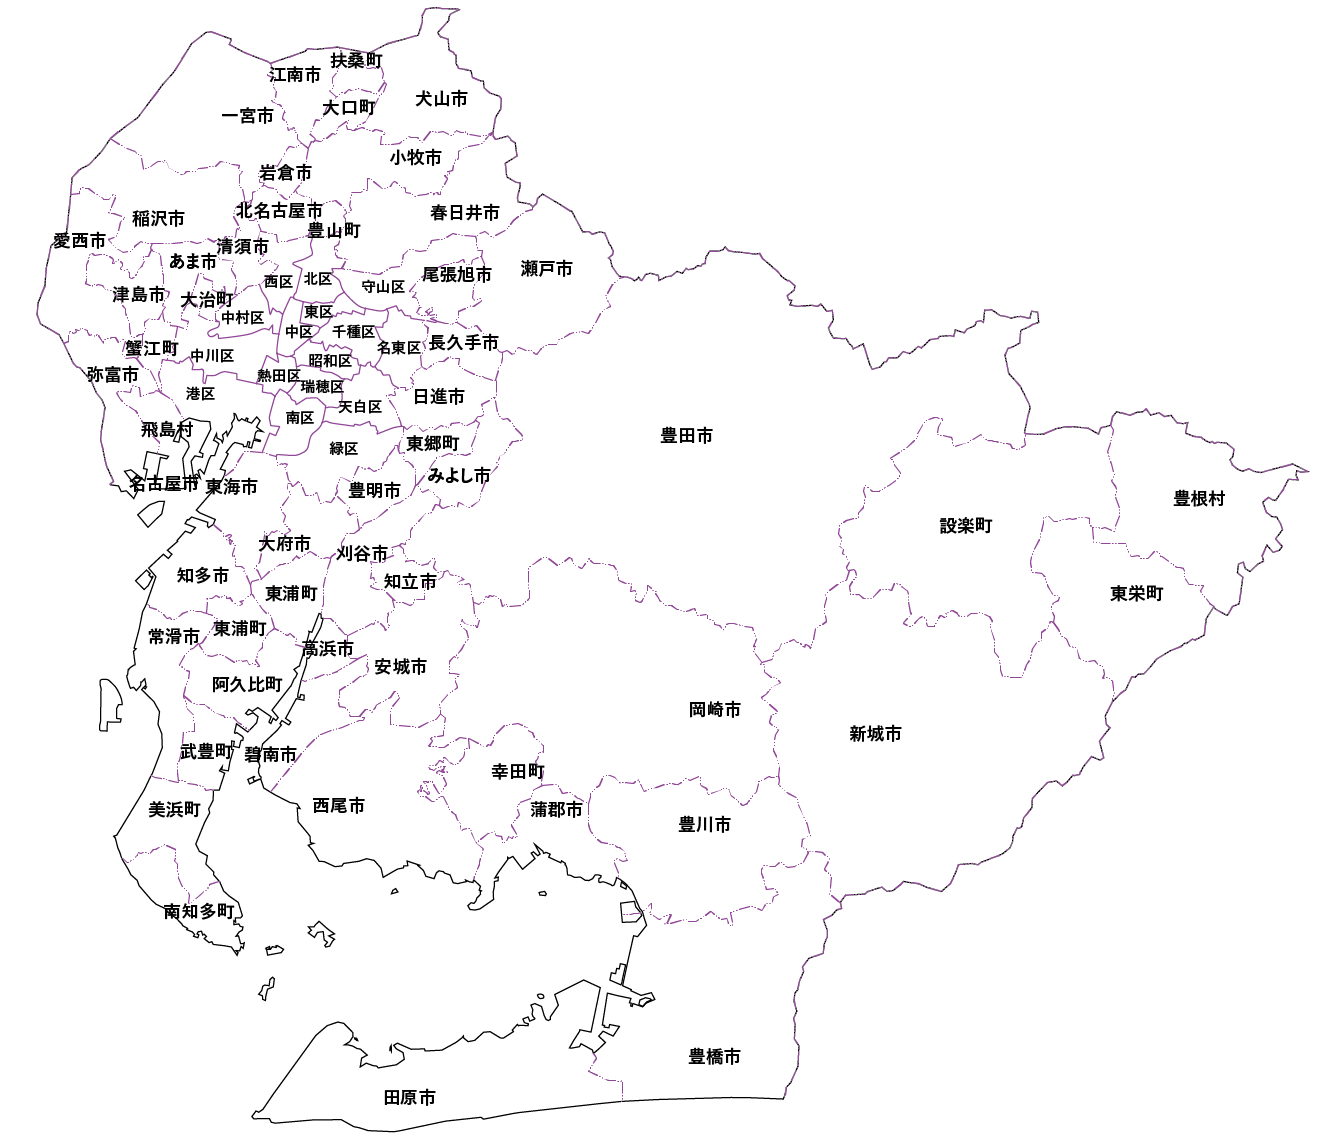 扶桑町
江南市
犬山市
大口町
一宮市
小牧市
岩倉市
北名古屋市
春日井市
稲沢市
豊山町
愛西市
清須市
あま市
瀬戸市
尾張旭市
北区
西区
守山区
津島市
大治町
東区
中村区
中区
千種区
長久手市
名東区
蟹江町
中川区
昭和区
弥富市
熱田区
瑞穂区
港区
日進市
天白区
南区
飛島村
豊田市
東郷町
緑区
みよし市
名古屋市
東海市
豊明市
豊根村
設楽町
大府市
刈谷市
知多市
知立市
東浦町
東栄町
東浦町
常滑市
高浜市
安城市
阿久比町
岡崎市
新城市
武豊町
碧南市
幸田町
西尾市
美浜町
蒲郡市
豊川市
南知多町
豊橋市
田原市